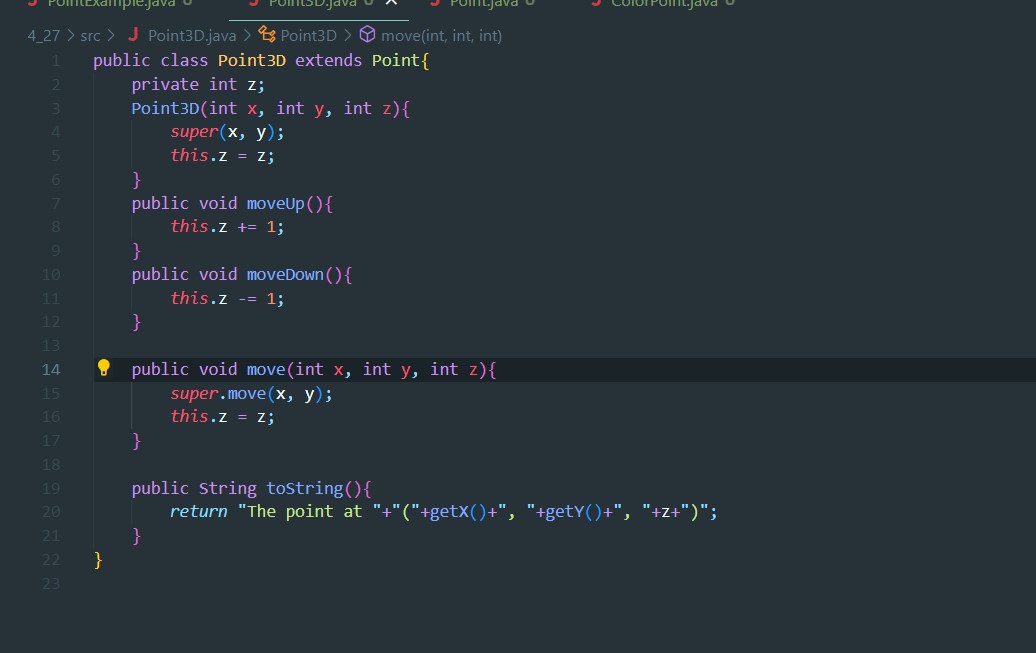 PointExample.java Point3D.java Point.java ColorPoint.java
4_27 > src > J Point3D.java > Point3D > move(int, int, int)
1 public class Point3D extends Point{
2 private int z;
3 Point3D(int x, int y, int z){
4 super(x, y);
5 this.z = z;
6 }
7 public void moveUp(){
8 this.z += 1;
9 }
10 public void moveDown(){
11 this.z -= 1;
12 }
13
14 public void move(int x, int y, int z){
15 super.move(x, y);
16 this.z = z;
17 }
18
19 public String toString(){
20 return "The point at "+"("+getX()+", "+getY()+", "+z+")";
21 }
22 }
23